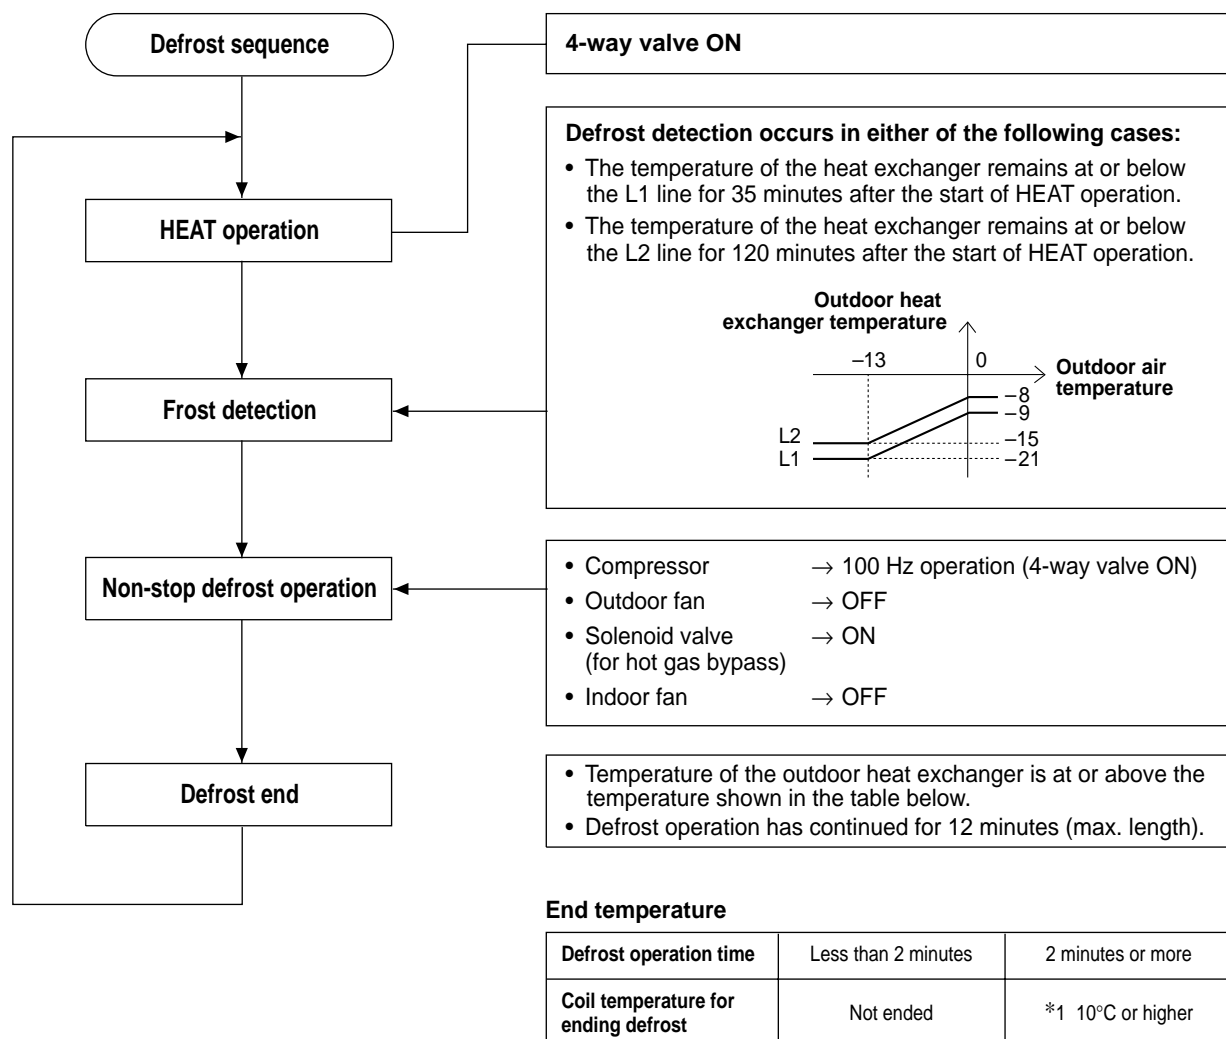 Defrost sequence
4-way valve ON
HEAT operation
Defrost detection occurs in either of the following cases:
• The temperature of the heat exchanger remains at or below
the L1 line for 35 minutes after the start of HEAT operation.
• The temperature of the heat exchanger remains at or below
the L2 line for 120 minutes after the start of HEAT operation.
Outdoor heat
exchanger temperature
–13
0
Outdoor air
temperature
–8
–9
L2
–15
L1
–21
Frost detection
Non-stop defrost operation
• Compressor → 100 Hz operation (4-way valve ON)
• Outdoor fan → OFF
• Solenoid valve → ON
(for hot gas bypass)
• Indoor fan → OFF
Defrost end
• Temperature of the outdoor heat exchanger is at or above the
temperature shown in the table below.
• Defrost operation has continued for 12 minutes (max. length).
End temperature
Defrost operation time Less than 2 minutes 2 minutes or more
Coil temperature for
ending defrost Not ended *1 10°C or higher